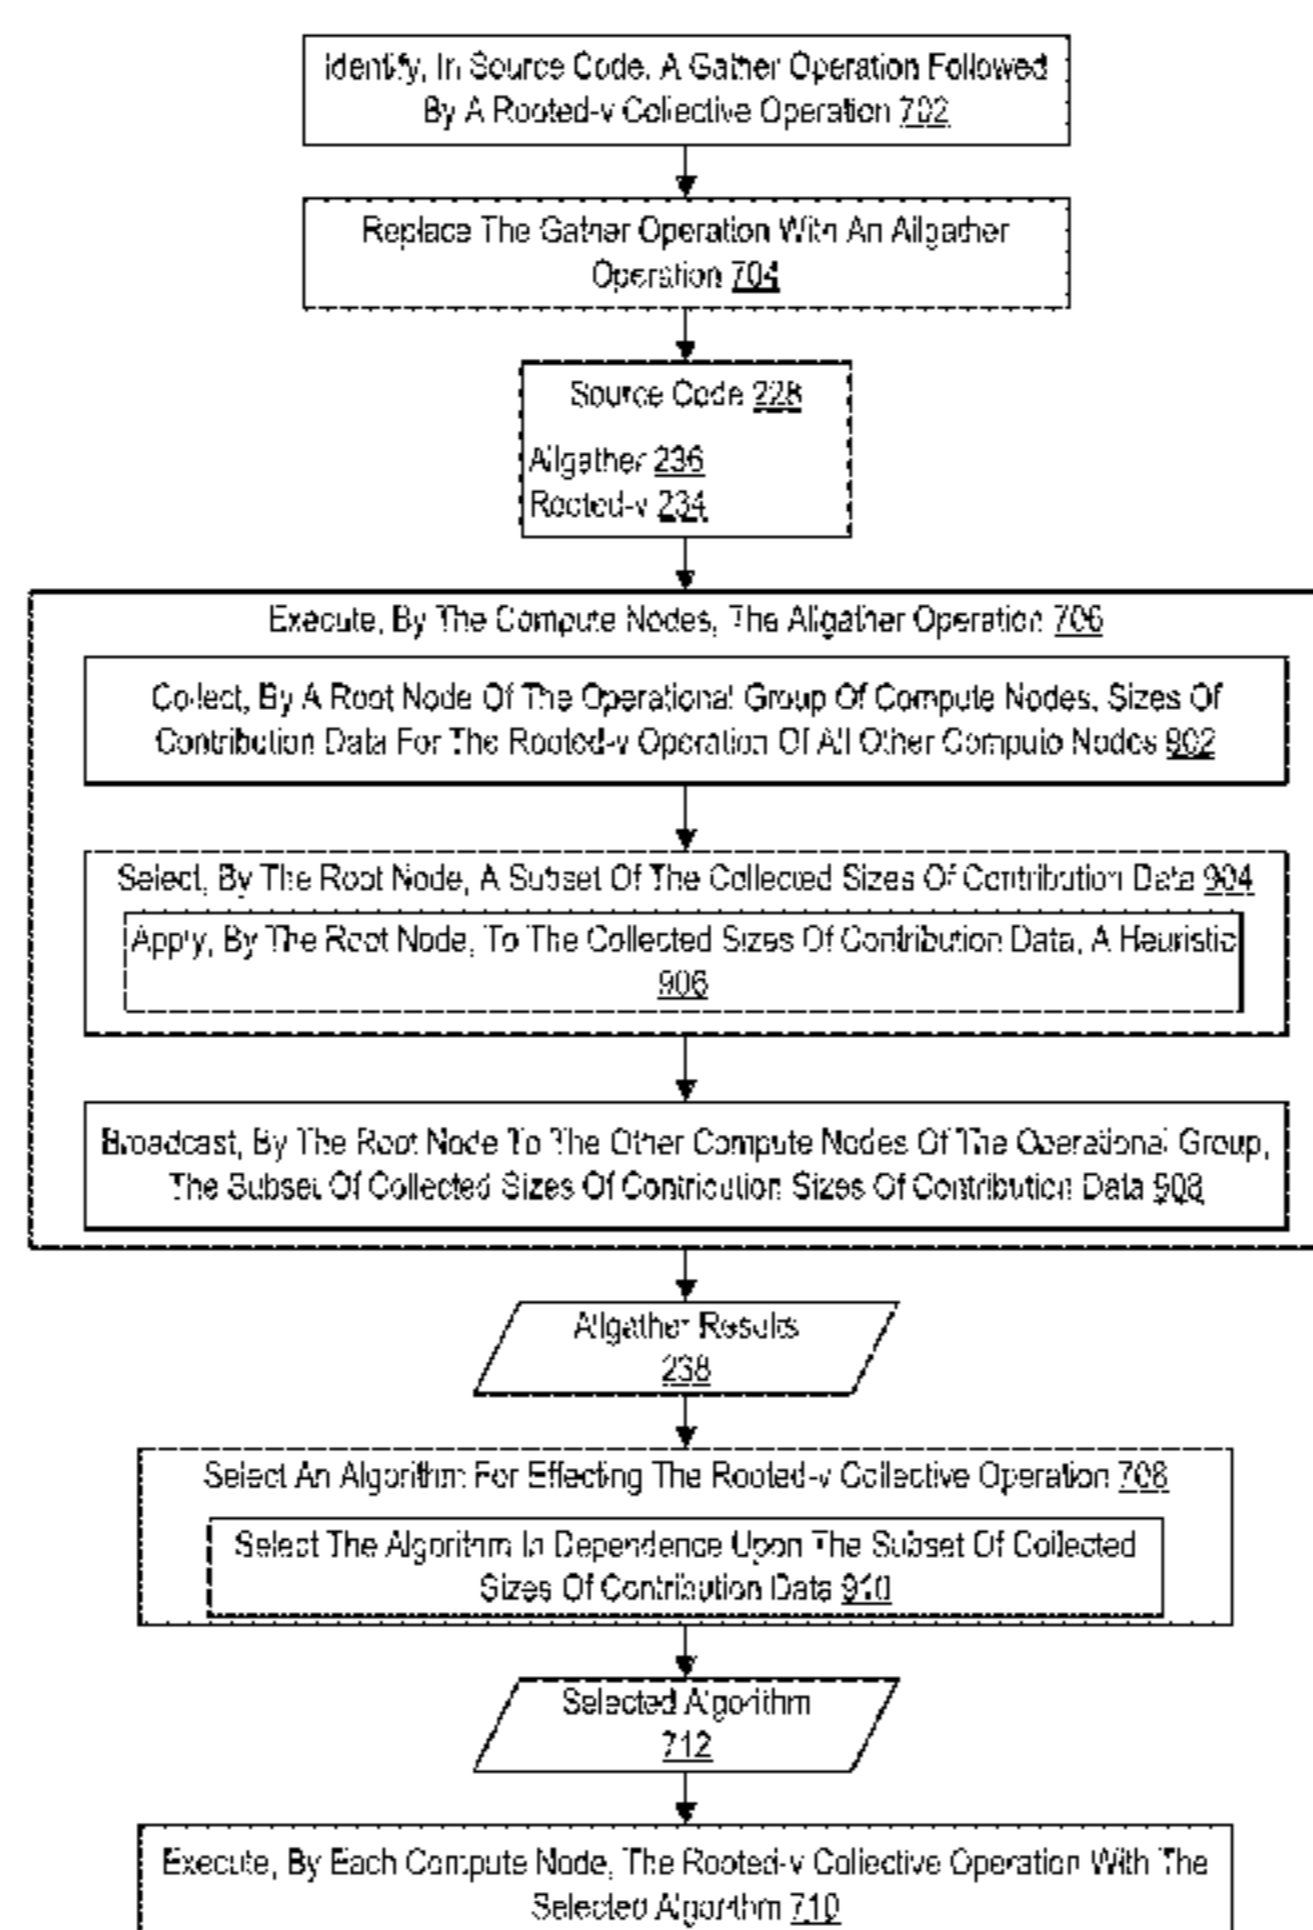 Identify, In Source Code, A Gather Operation Followed
By A Rooted-v Collective Operation 702
Replace The Gather Operation With An Allgather
Operation 704
Source Code 228
Allgather 236
Rooted-v 234
Execute, By The Compute Nodes, The Allgather Operation 706
Collect, By A Root Node Of The Operational Group Of Compute Nodes, Sizes Of
Contribution Data For The Rooted-v Operation Of All Other Compute Nodes 902
Select, By The Root Node, A Subset Of The Collected Sizes Of Contribution Data 904
Apply, By The Root Node, To The Collected Sizes Of Contribution Data, A Heuristic
906
Broadcast, By The Root Node To The Other Compute Nodes Of The Operational Group,
The Subset Of Collected Sizes Of Contribution Sizes Of Contribution Data 908
Allgather Results
238
Select An Algorithm For Effecting The Rooted-v Collective Operation 708
Select The Algorithm In Dependence Upon The Subset Of Collected
Sizes Of Contribution Data 910
Selected Algorithm
712
Execute, By Each Compute Node, The Rooted-v Collective Operation With The
Selected Algorithm 710